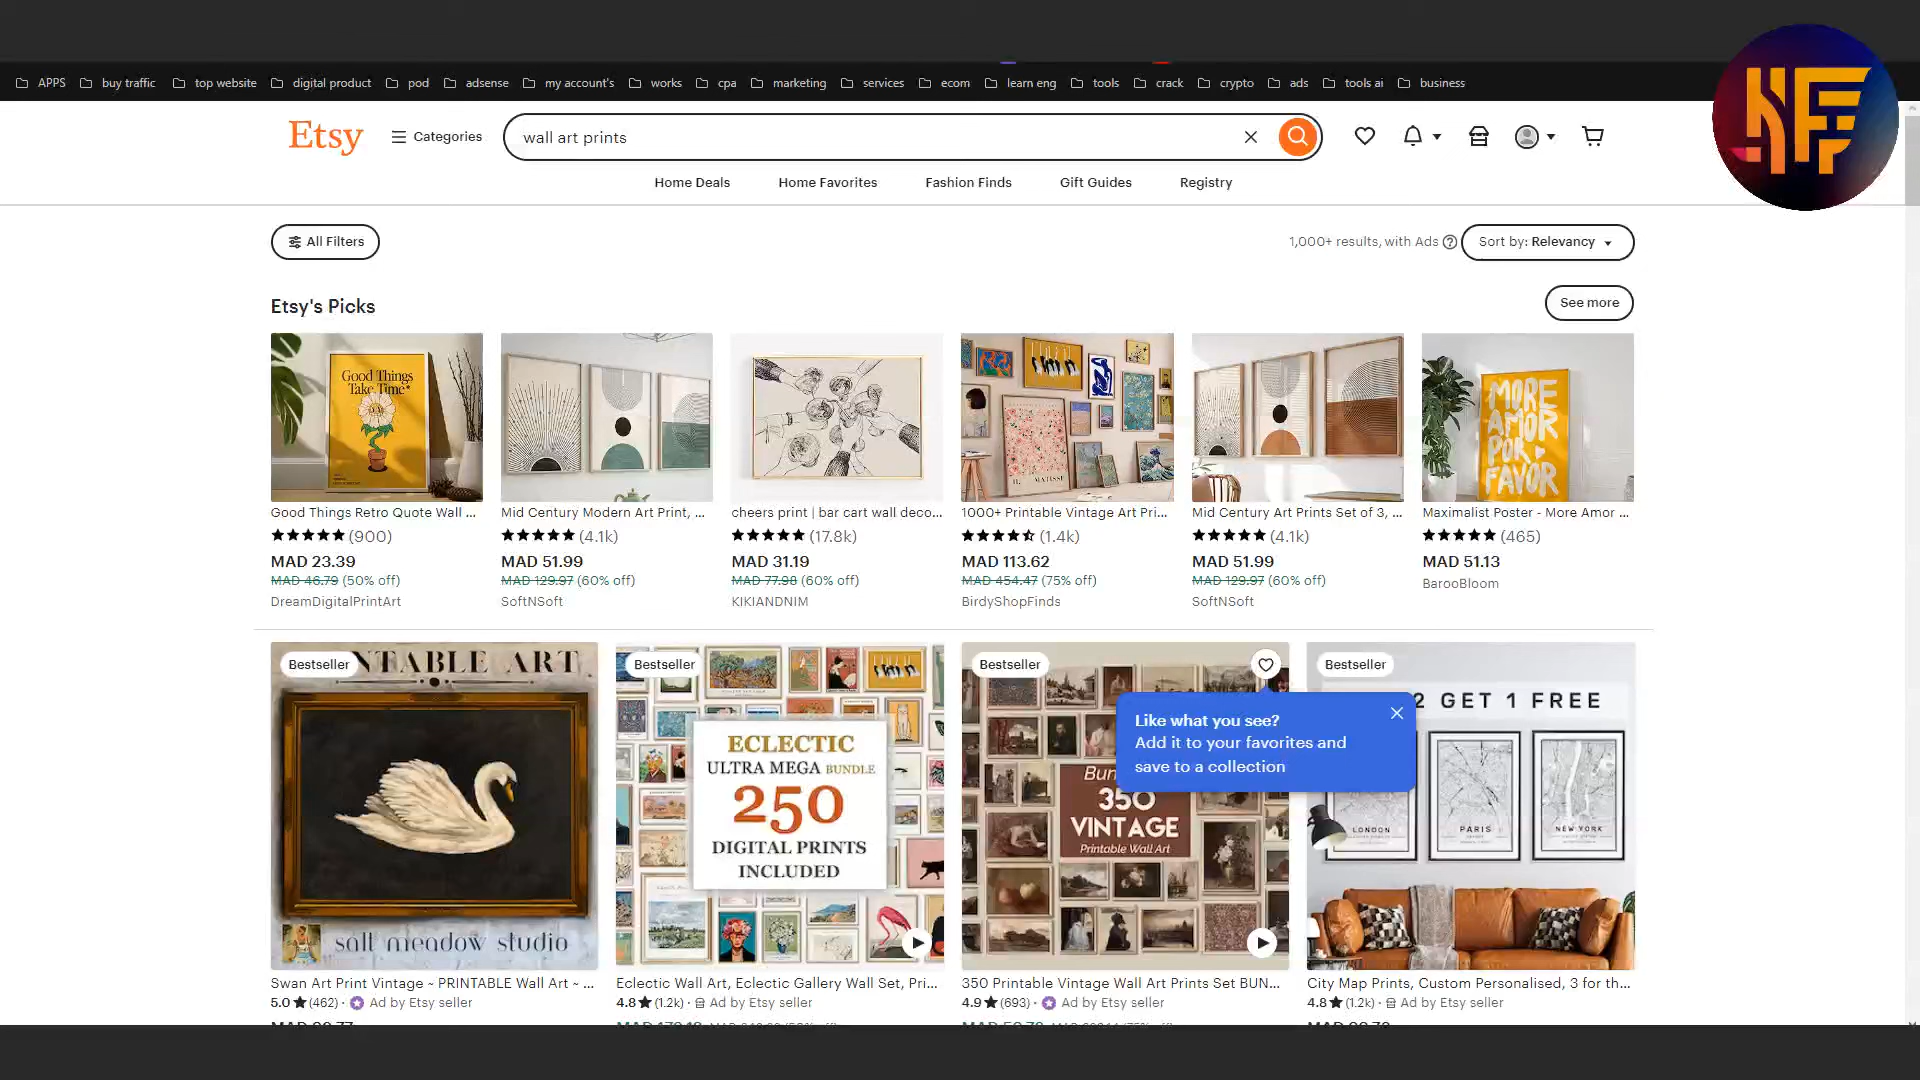 APPS buy traffic top website digital product pod adsense my account's works cpa marketing services ecom learn eng tools crack crypto ads tools ai business
Etsy Categories wall art prints
Home Deals Home Favorites Fashion Finds Gift Guides Registry
All Filters 1,000+ results, with Ads Sort by: Relevancy
Etsy's Picks See more
Good Things
Take Time*
MATISSE
MORE
AMOR
POR
FAVOR
Good Things Retro Quote Wall ...
(900)
MAD 23.39
MAD 46.79 (50% off)
DreamDigitalPrintArt
Mid Century Modern Art Print, ...
(4.1k)
MAD 51.99
MAD 129.97 (60% off)
SoftNSoft
cheers print | bar cart wall deco...
(17.8k)
MAD 31.19
MAD 77.98 (60% off)
KIKIANDNIM
1000+ Printable Vintage Art Pri...
(1.4k)
MAD 113.62
MAD 454.47 (75% off)
BirdyShopFinds
Mid Century Art Prints Set of 3, ...
(4.1k)
MAD 51.99
MAD 129.97 (60% off)
SoftNSoft
Maximalist Poster - More Amor ...
(465)
MAD 51.13
BarooBloom
Bestseller
NTABLE ART
salt meadow studio
Swan Art Print Vintage ~ PRINTABLE Wall Art ~ ...
5.0 (462) · Ad by Etsy seller
Bestseller
ECLECTIC
ULTRA MEGA BUNDLE
250
DIGITAL PRINTS
INCLUDED
Eclectic Wall Art, Eclectic Gallery Wall Set, Pri...
4.8 (1.2k) · Ad by Etsy seller
Bestseller
Like what you see?
Add it to your favorites and
save to a collection
Bun
350
VINTAGE
Printable Wall Art
350 Printable Vintage Wall Art Prints Set BUN...
4.9 (693) · Ad by Etsy seller
Bestseller
2 GET 1 FREE
LONDON PARIS NEW YORK
City Map Prints, Custom Personalised, 3 for th...
4.8 (1.2k) · Ad by Etsy seller